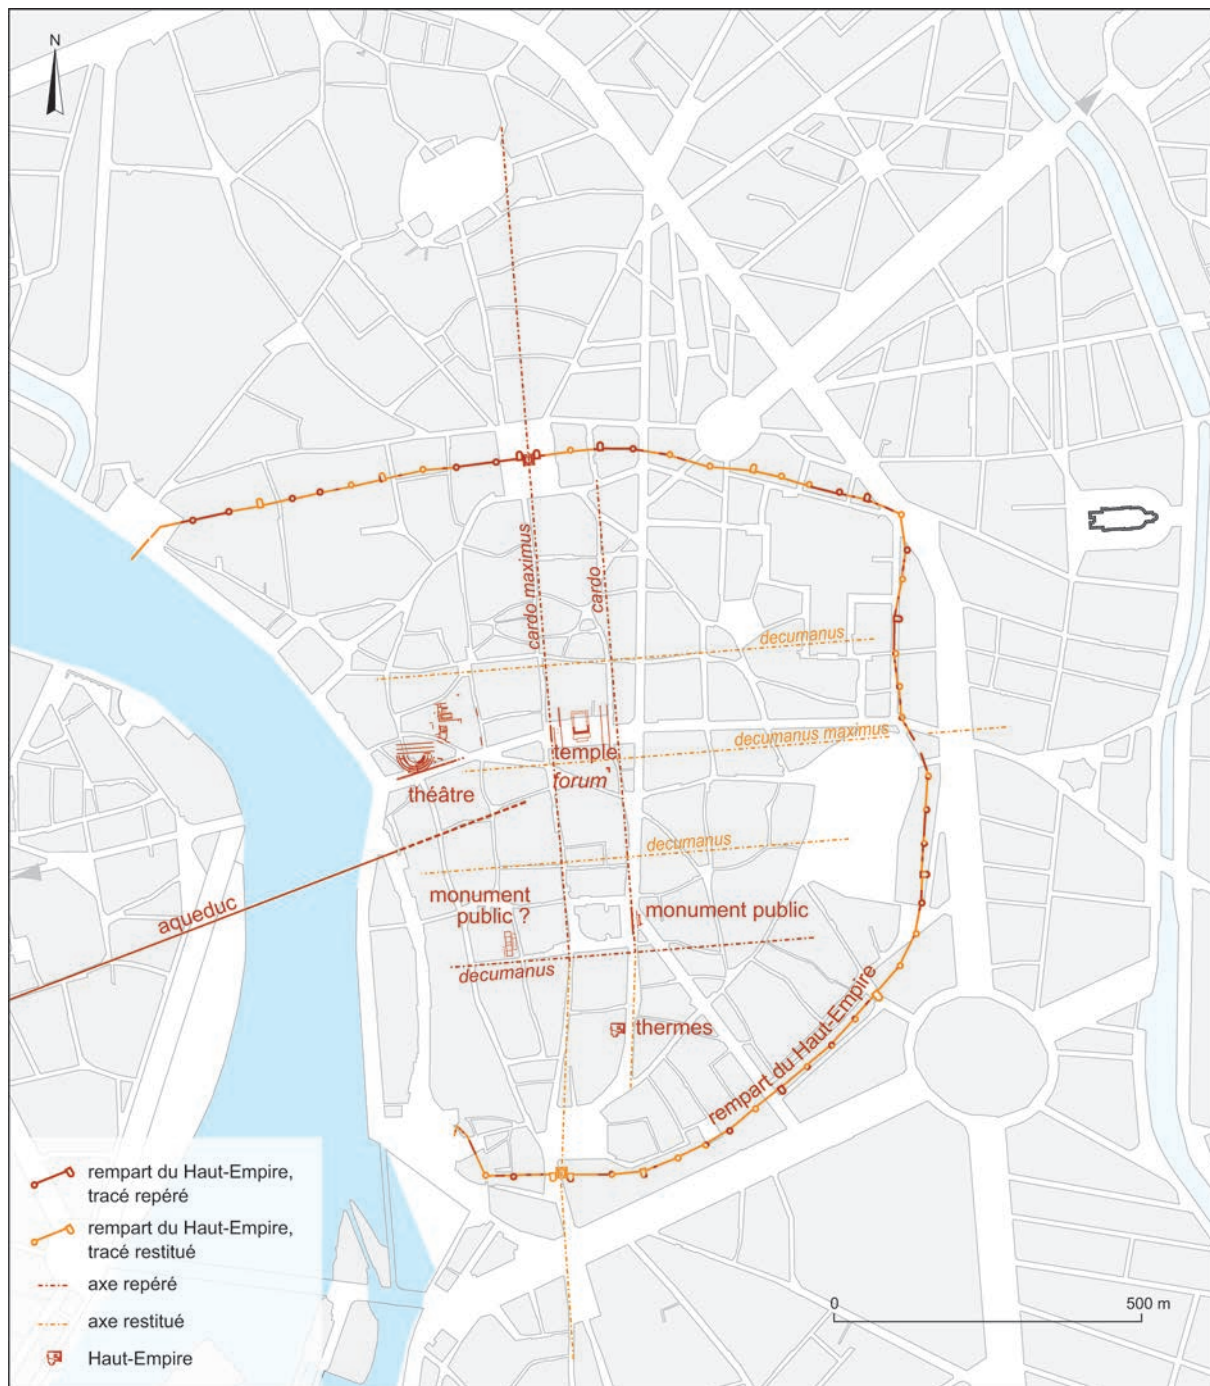 N
cardo maximus
cardo
decumanus
decumanus maximus
temple
forum
théâtre
decumanus
aqueduc
monument
public ?
monument public
decumanus
thermes
rempart du Haut-Empire
rempart du Haut-Empire,
tracé repéré
rempart du Haut-Empire,
tracé restitué
axe repéré
axe restitué
Haut-Empire
0 500 m